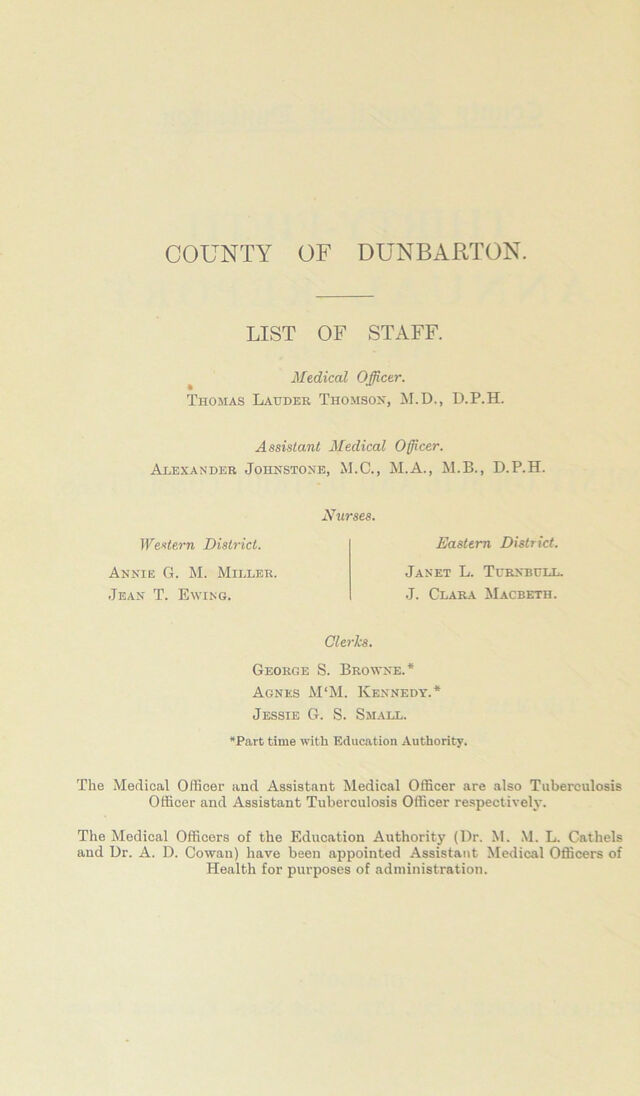 COUNTY OF DUNBARTON.
LIST OF STAFF.
Medical Officer.
THOMAS LAUDER THOMSON, M.D., D.P.H.
Assistant Medical Officer.
ALEXANDER JOHNSTONE, M.C., M.A., M.B., D.P.H.
Nurses.
Western District.
ANNIE G. M. MILLER.
JEAN T. EWING.
Eastern District.
JANET L. TURNBULL.
J. CLARA MACBETH.
Clerks.
GEORGE S. BROWNE.*
AGNES M‘M. KENNEDY.*
JESSIE G. S. SMALL.
*Part time with Education Authority.
The Medical Officer and Assistant Medical Officer are also Tuberculosis
Officer and Assistant Tuberculosis Officer respectively.
The Medical Officers of the Education Authority (Dr. M. M. L. Cathels
and Dr. A. D. Cowan) have been appointed Assistant Medical Officers of
Health for purposes of administration.